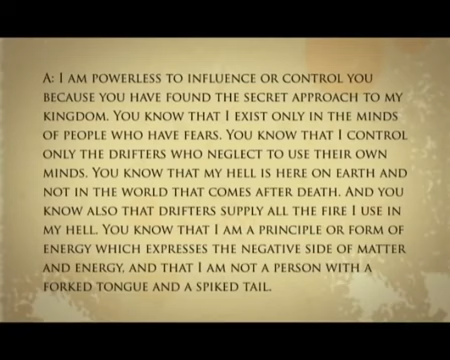 A: I am powerless to influence or control you
because you have found the secret approach to my
kingdom. You know that I exist only in the minds
of people who have fears. You know that I control
only the drifters who neglect to use their own
minds. You know that my hell is here on earth and
not in the world that comes after death. And you
know also that drifters supply all the fire I use in
my hell. You know that I am a principle or form of
energy which expresses the negative side of matter
and energy, and that I am not a person with a
forked tongue and a spiked tail.